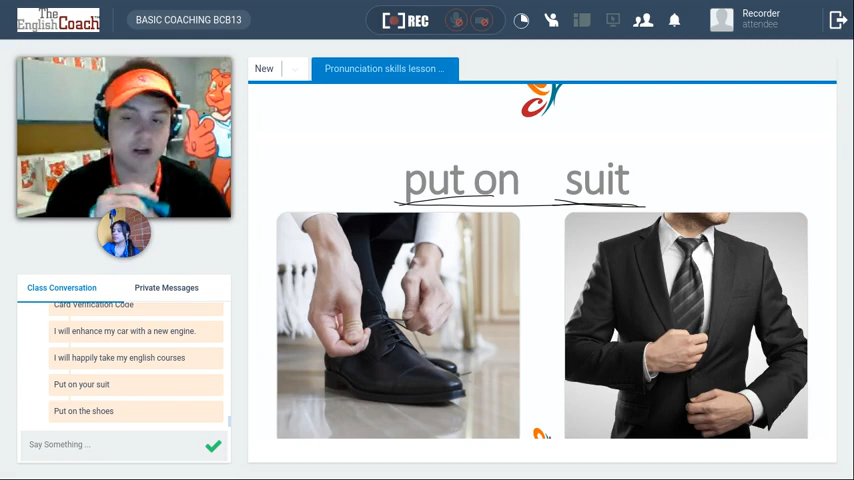 The
EnglishCoach
BASIC COACHING BCB13
REC
Recorder
attendee
New
Pronunciation skills lesson ...
put on suit
Class Conversation
Private Messages
Card Verification Code
I will enhance my car with a new engine.
I will happily take my english courses
Put on your suit
Put on the shoes
Say Something ...